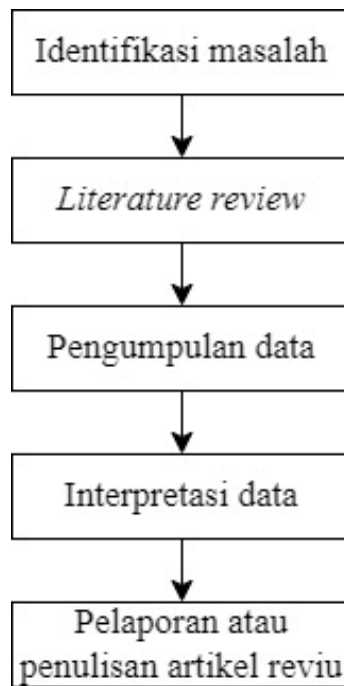 Identifikasi masalah
Literature review
Pengumpulan data
Interpretasi data
Pelaporan atau
penulisan artikel reviu